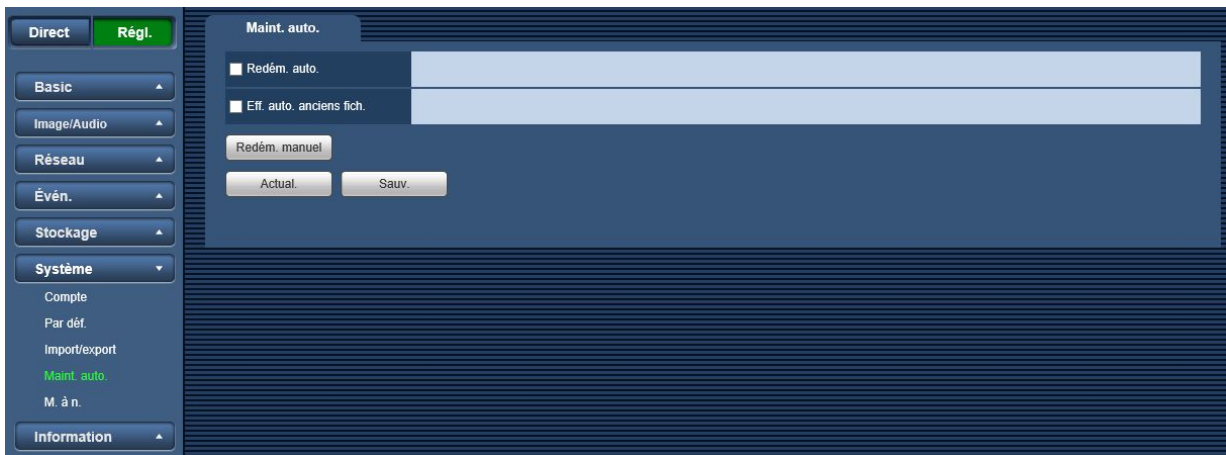 Direct
Régl.
Basic
Image/Audio
Réseau
Évén.
Stockage
Système
Compte
Par déf.
Import/export
Maint. auto.
M. à n.
Information
Maint. auto.
Redém. auto.
Eff. auto. anciens fich.
Redém. manuel
Actual.
Sauv.